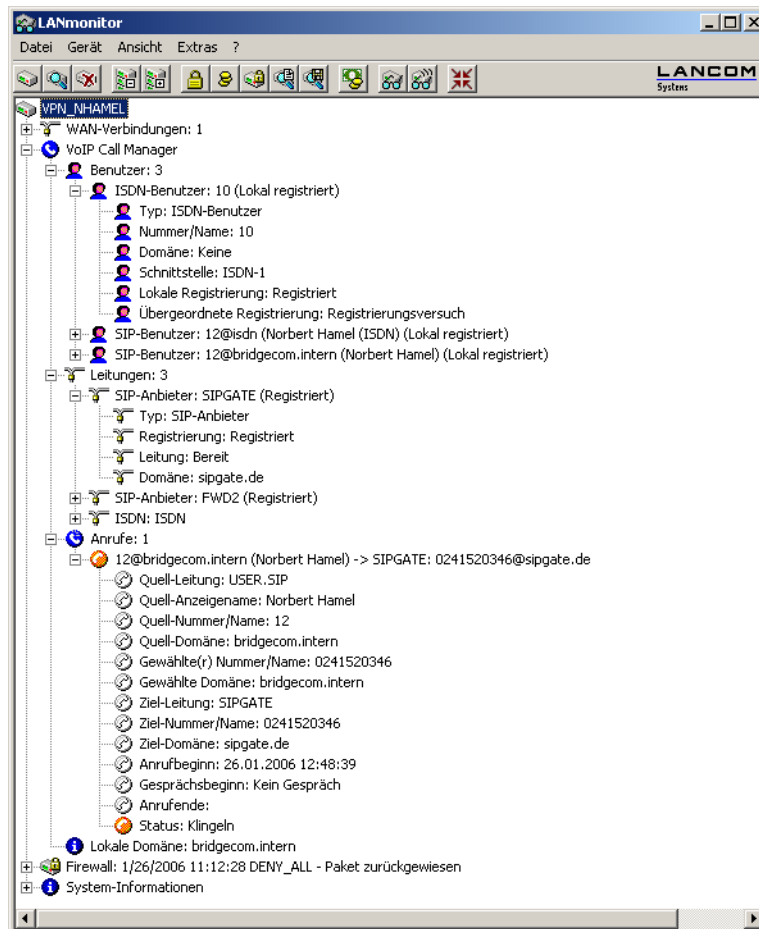 LANmonitor
Datei Gerät Ansicht Extras ?
LANCOM
Systems
VPN_NHAMEL
WAN-Verbindungen: 1
VoIP Call Manager
Benutzer: 3
ISDN-Benutzer: 10 (Lokal registriert)
Typ: ISDN-Benutzer
Nummer/Name: 10
Domäne: Keine
Schnittstelle: ISDN-1
Lokale Registrierung: Registriert
Übergeordnete Registrierung: Registrierungsversuch
SIP-Benutzer: 12@isdn (Norbert Hamel (ISDN) (Lokal registriert)
SIP-Benutzer: 12@bridgecom.intern (Norbert Hamel) (Lokal registriert)
Leitungen: 3
SIP-Anbieter: SIPGATE (Registriert)
Typ: SIP-Anbieter
Registrierung: Registriert
Leitung: Bereit
Domäne: sipgate.de
SIP-Anbieter: FWD2 (Registriert)
ISDN: ISDN
Anrufe: 1
12@bridgecom.intern (Norbert Hamel) -> SIPGATE: 0241520346@sipgate.de
Quell-Leitung: USER.SIP
Quell-Anzeigename: Norbert Hamel
Quell-Nummer/Name: 12
Quell-Domäne: bridgecom.intern
Gewählte(r) Nummer/Name: 0241520346
Gewählte Domäne: bridgecom.intern
Ziel-Leitung: SIPGATE
Ziel-Nummer/Name: 0241520346
Ziel-Domäne: sipgate.de
Anrufbeginn: 26.01.2006 12:48:39
Gesprächsbeginn: Kein Gespräch
Anrufende:
Status: Klingeln
Lokale Domäne: bridgecom.intern
Firewall: 1/26/2006 11:12:28 DENY_ALL - Paket zurückgewiesen
System-Informationen